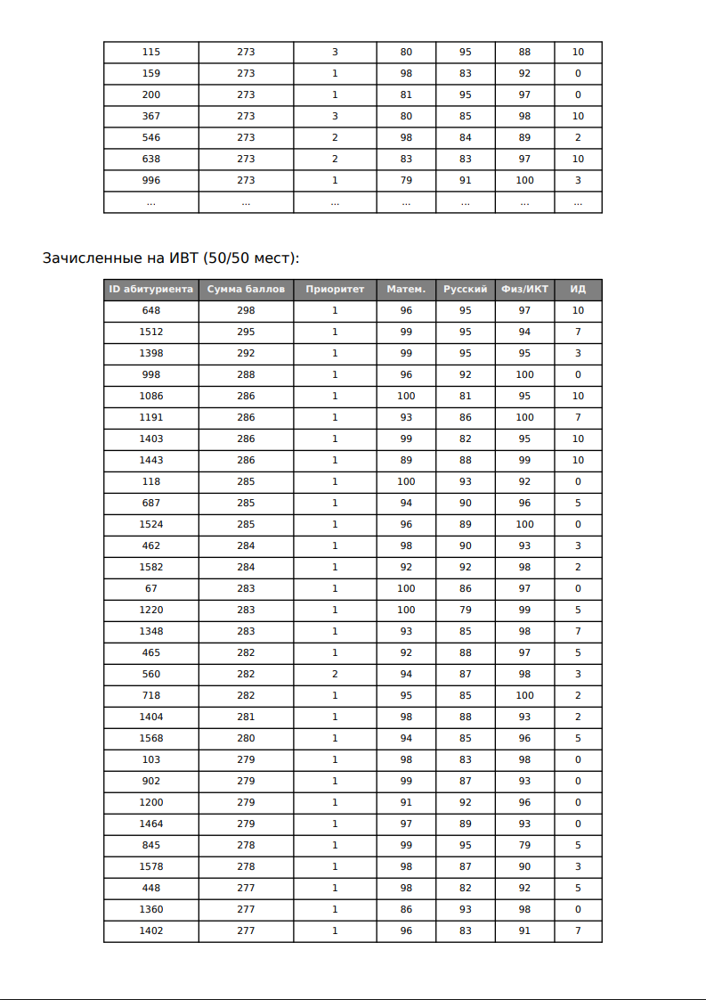 115 273 3 80 95 88 10
159 273 1 98 83 92 0
200 273 1 81 95 97 0
367 273 3 80 85 98 10
546 273 2 98 84 89 2
638 273 2 83 83 97 10
996 273 1 79 91 100 3
... ... ... ... ... ... ...
Зачисленные на ИВТ (50/50 мест):
ID абитуриента Сумма баллов Приоритет Матем. Русский Физ/ИКТ ИД
648 298 1 96 95 97 10
1512 295 1 99 95 94 7
1398 292 1 99 95 95 3
998 288 1 96 92 100 0
1086 286 1 100 81 95 10
1191 286 1 93 86 100 7
1403 286 1 99 82 95 10
1443 286 1 89 88 99 10
118 285 1 100 93 92 0
687 285 1 94 90 96 5
1524 285 1 96 89 100 0
462 284 1 98 90 93 3
1582 284 1 92 92 98 2
67 283 1 100 86 97 0
1220 283 1 100 79 99 5
1348 283 1 93 85 98 7
465 282 1 92 88 97 5
560 282 2 94 87 98 3
718 282 1 95 85 100 2
1404 281 1 98 88 93 2
1568 280 1 94 85 96 5
103 279 1 98 83 98 0
902 279 1 99 87 93 0
1200 279 1 91 92 96 0
1464 279 1 97 89 93 0
845 278 1 99 95 79 5
1578 278 1 98 87 90 3
448 277 1 98 82 92 5
1360 277 1 86 93 98 0
1402 277 1 96 83 91 7